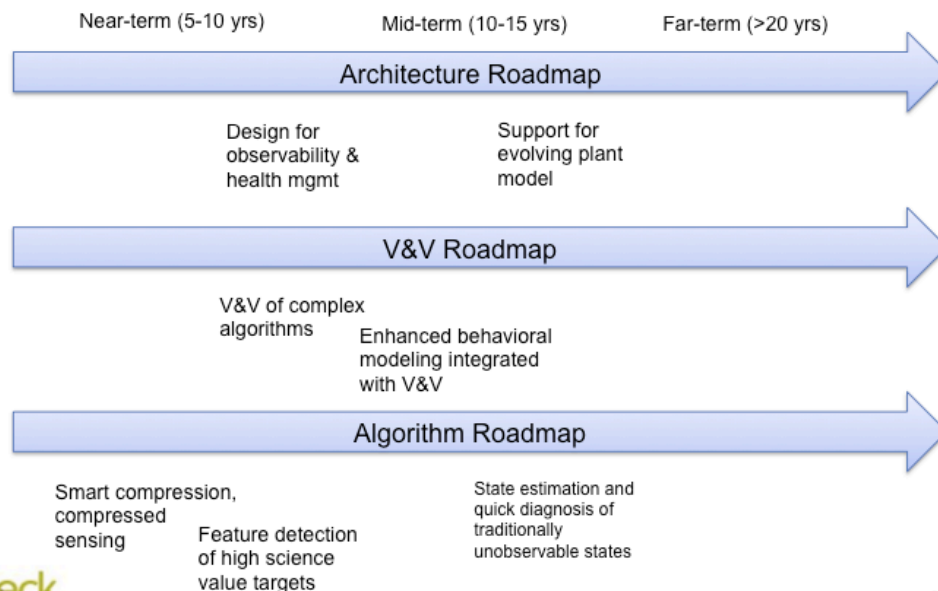 Near-term (5-10 yrs) Mid-term (10-15 yrs) Far-term (>20 yrs)
Architecture Roadmap
Design for
observability &
health mgmt
Support for
evolving plant
model
V&V Roadmap
V&V of complex
algorithms
Enhanced behavioral
modeling integrated
with V&V
Algorithm Roadmap
Smart compression,
compressed
sensing
Feature detection
of high science
value targets
State estimation and
quick diagnosis of
traditionally
unobservable states